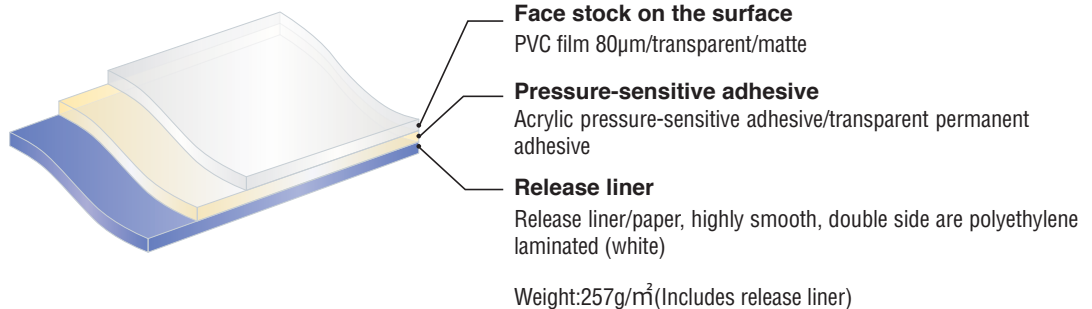 Face stock on the surface
PVC film 80μm/transparent/matte
Pressure-sensitive adhesive
Acrylic pressure-sensitive adhesive/transparent permanent
adhesive
Release liner
Release liner/paper, highly smooth, double side are polyethylene
laminated (white)
Weight:257g/㎡(Includes release liner)